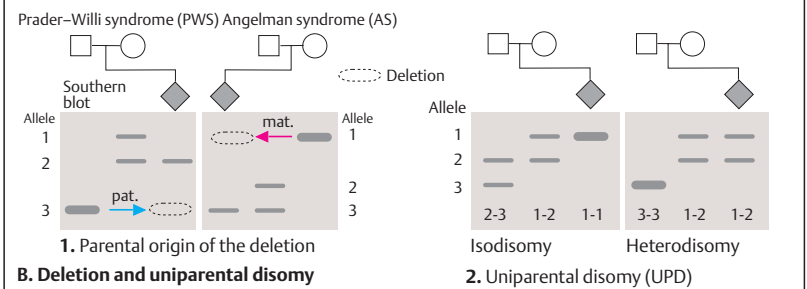 Prader–Willi syndrome (PWS) Angelman syndrome (AS)
Southern
blot
Deletion
Allele
1
2
3
pat.
mat.
Allele
1
2
3
1. Parental origin of the deletion
B. Deletion and uniparental disomy
Allele
1
2
3
2-3 1-2 1-1
3-3 1-2 1-2
Isodisomy Heterodisomy
2. Uniparental disomy (UPD)